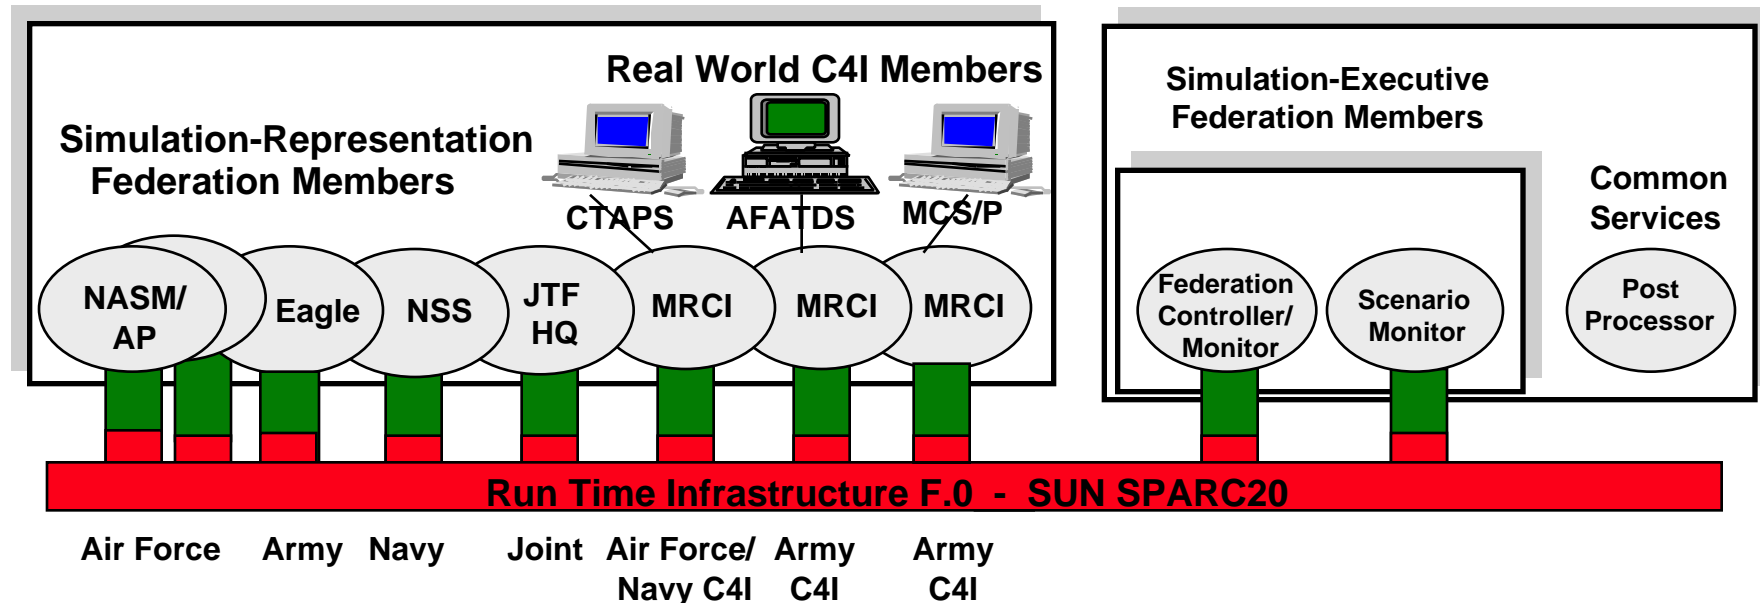 Real World C4I Members
Simulation-Representation
Federation Members
CTAPS
AFATDS
MCS/P
NASM/
AP
Eagle
NSS
JTF
HQ
MRCI
MRCI
MRCI
Simulation-Executive
Federation Members
Common
Services
Federation
Controller/
Monitor
Scenario
Monitor
Post
Processor
Run Time Infrastructure F.0 - SUN SPARC20
Air Force
Army
Navy
Joint
Air Force/
Navy C4I
Army
C4I
Army
C4I